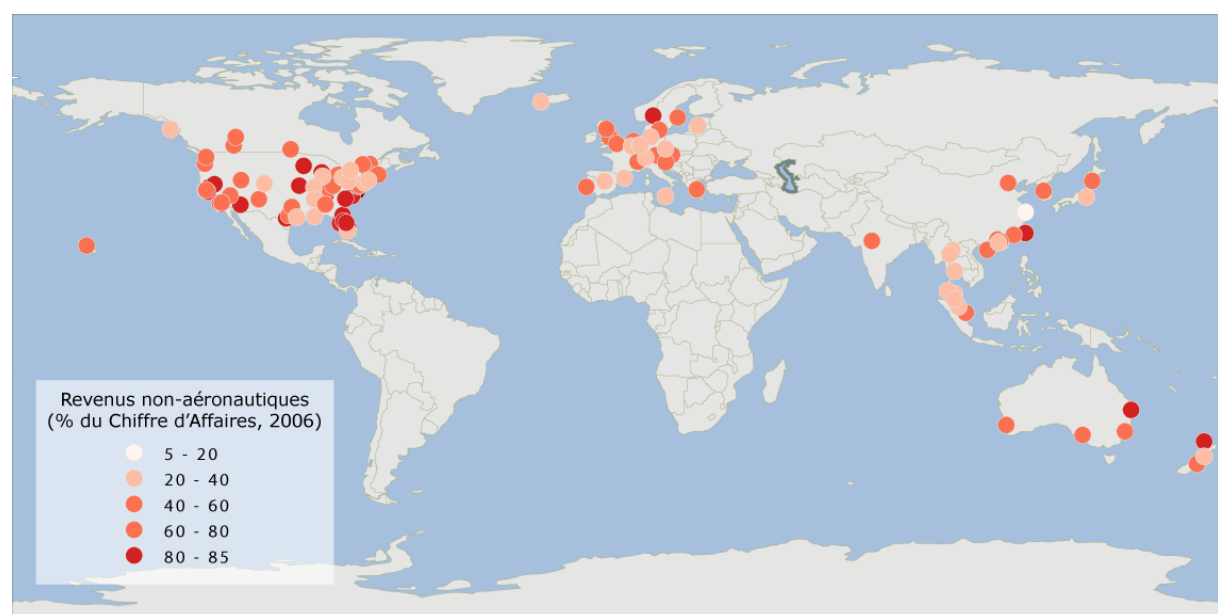 Revenus non-aéronautiques
(% du Chiffre d'Affaires, 2006)
5 - 20
20 - 40
40 - 60
60 - 80
80 - 85